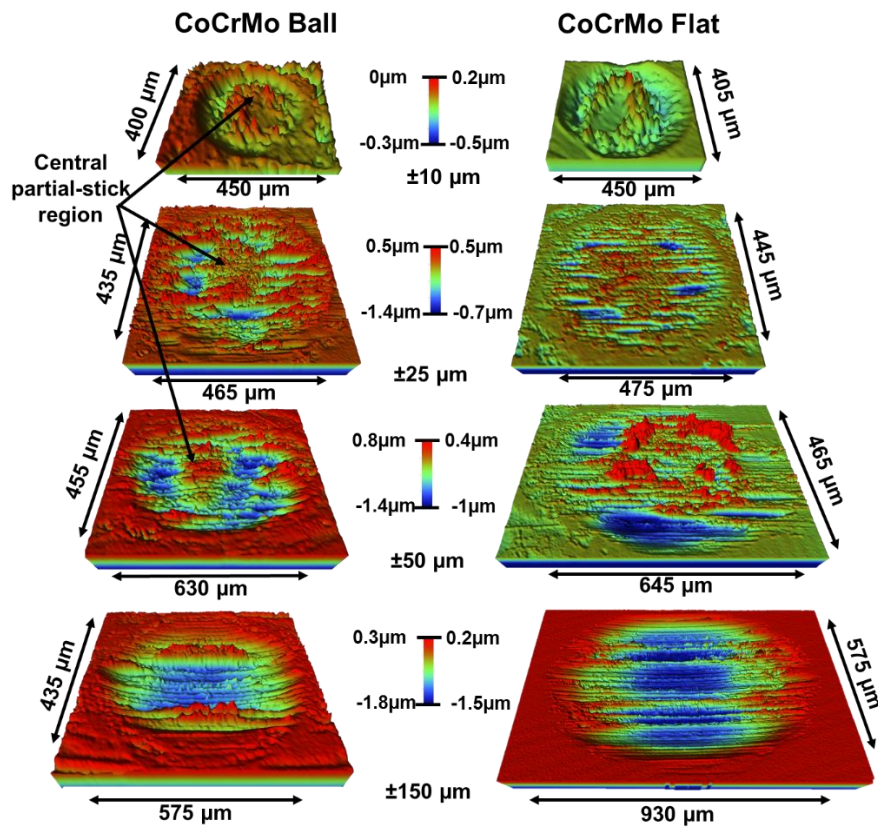 CoCrMo Ball
CoCrMo Flat
400 µm
450 µm
0µm
0.2µm
-0.3µm
-0.5µm
±10 µm
405 µm
450 µm
Central
partial-stick
region
435 µm
465 µm
0.5µm
0.5µm
-1.4µm
-0.7µm
±25 µm
445 µm
475 µm
455 µm
630 µm
0.8µm
0.4µm
-1.4µm
-1µm
±50 µm
465 µm
645 µm
435 µm
575 µm
0.3µm
0.2µm
-1.8µm
-1.5µm
±150 µm
575 µm
930 µm